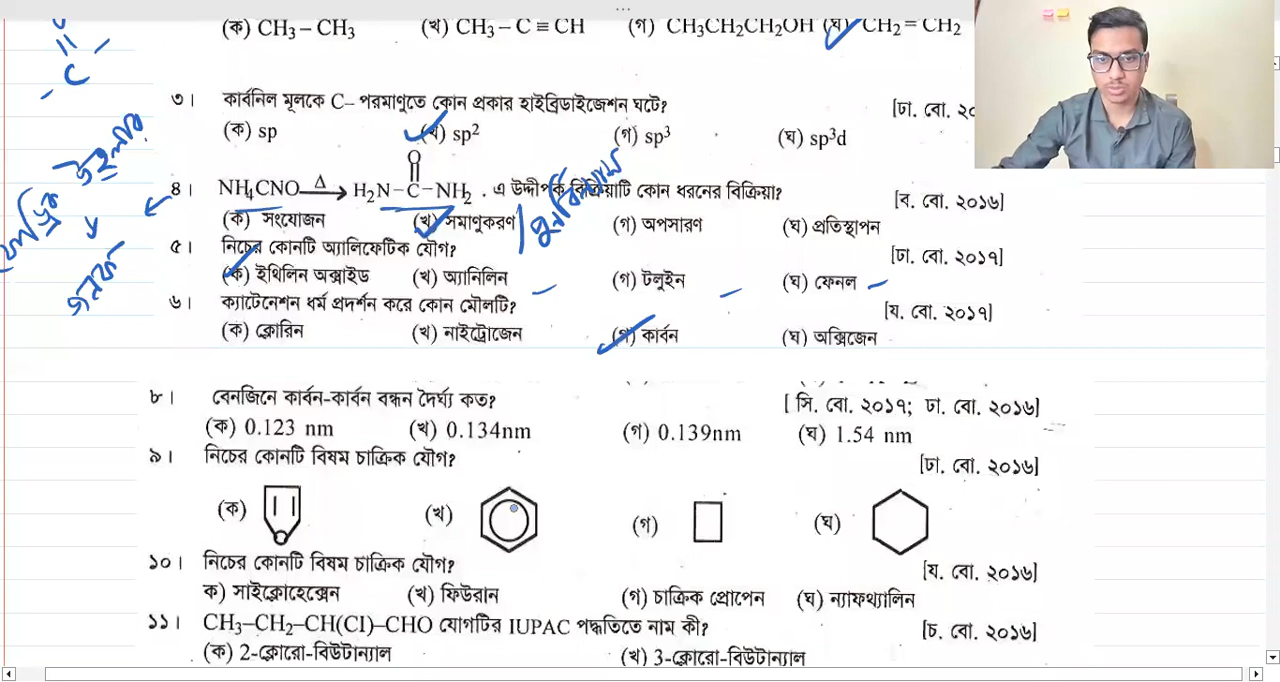 (ক) CH₃ – CH₃ (খ) CH₃ – C ≡ CH (গ) CH₃CH₂CH₂OH (ঘ) CH₂ = CH₂
৩। কার্বনিল মূলকে C– পরমাণুতে কোন প্রকার হাইব্রিডাইজেশন ঘটে? [ঢা. বো. ২০
(ক) sp (খ) sp² (গ) sp³ (ঘ) sp³d
O
C
উহলার
৪। NH₄CNO —Δ→ H₂N–C–NH₂ . এ উদ্দীপক বিক্রিয়াটি কোন ধরনের বিক্রিয়া? [ব. বো. ২০১৬]
(ক) সংযোজন (খ) সমাণুকরণ (গ) অপসারণ (ঘ) প্রতিস্থাপন
/ পুনর্বিন্যাস
জনক
৫। নিচের কোনটি অ্যালিফেটিক যৌগ? [ঢা. বো. ২০১৭]
(ক) ইথিলিন অক্সাইড (খ) অ্যানিলিন (গ) টলুইন (ঘ) ফেনল
৬। ক্যাটেনেশন ধর্ম প্রদর্শন করে কোন মৌলটি? [য. বো. ২০১৭]
(ক) ক্লোরিন (খ) নাইট্রোজেন (গ) কার্বন (ঘ) অক্সিজেন
৮। বেনজিনে কার্বন-কার্বন বন্ধন দৈর্ঘ্য কত? [সি. বো. ২০১৭; ঢা. বো. ২০১৬]
(ক) 0.123 nm (খ) 0.134nm (গ) 0.139nm (ঘ) 1.54 nm
৯। নিচের কোনটি বিষম চাক্রিক যৌগ? [ঢা. বো. ২০১৬]
(ক) (খ) (গ) (ঘ)
১০। নিচের কোনটি বিষম চাক্রিক যৌগ? [য. বো. ২০১৬]
ক) সাইক্লোহেক্সেন (খ) ফিউরান (গ) চাক্রিক প্রোপেন (ঘ) ন্যাফথ্যালিন
১১। CH₃–CH₂–CH(Cl)–CHO যোগটির IUPAC পদ্ধতিতে নাম কী? [চ. বো. ২০১৬]
(ক) 2-ক্লোরো-বিউটান্যাল (খ) 3-ক্লোরো-বিউটান্যাল